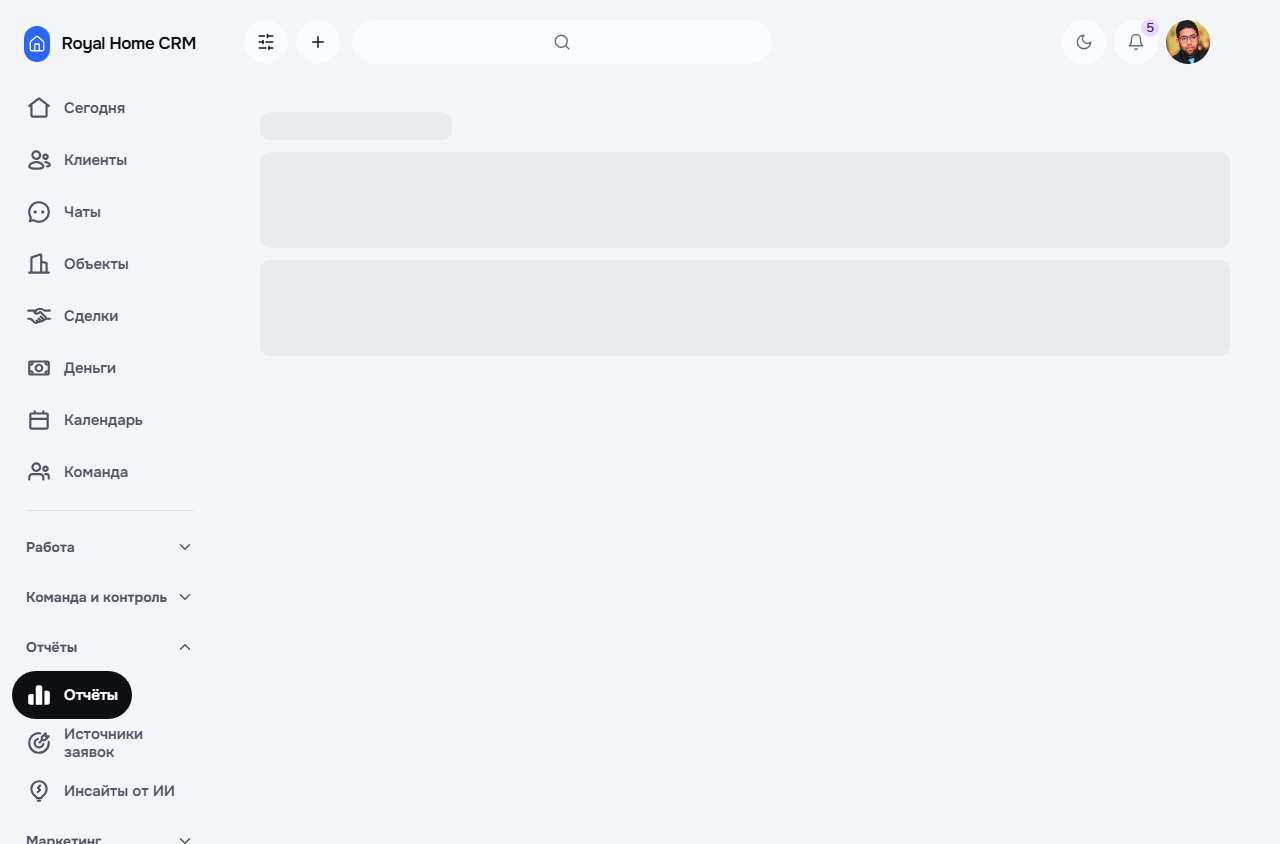 Royal Home CRM
5
Сегодня
Клиенты
Чаты
Объекты
Сделки
Деньги
Календарь
Команда
Работа
Команда и контроль
Отчёты
Отчёты
Источники
заявок
Инсайты от ИИ
Маркетинг